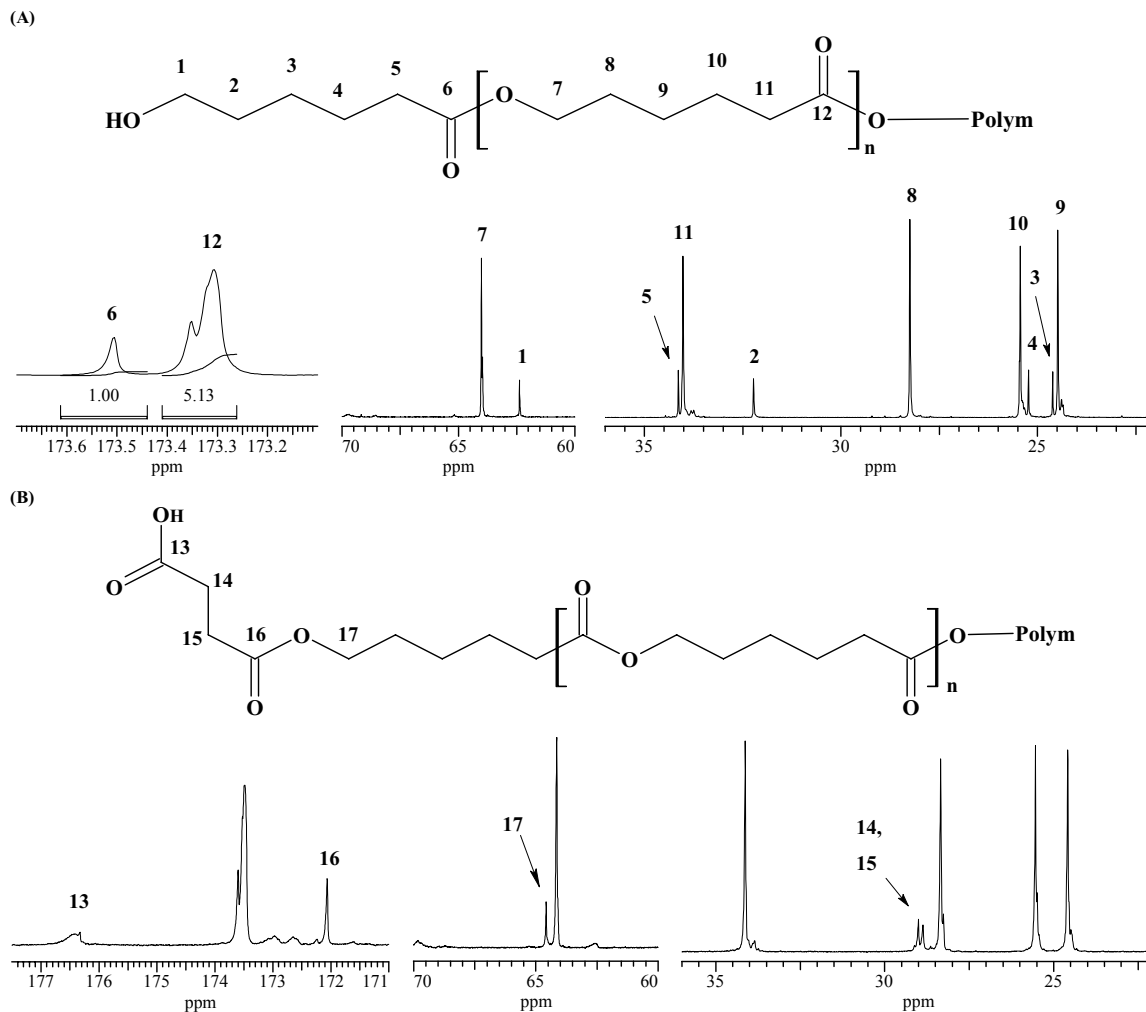 (A)
1 2 3 4 5 6 7 8 9 10 11 12
HO O O O O n Polym
6 12 7 1 5 11 2 8 10 4 3 9
1.00 5.13
173.6 173.5 173.4 173.3 173.2
ppm
70 65 60
ppm
35 30 25
ppm
(B)
OH
13 O 14 15 16 O O 17 O O O O n Polym
13 16 17 14, 15
177 176 175 174 173 172 171
ppm
70 65 60
ppm
35 30 25
ppm